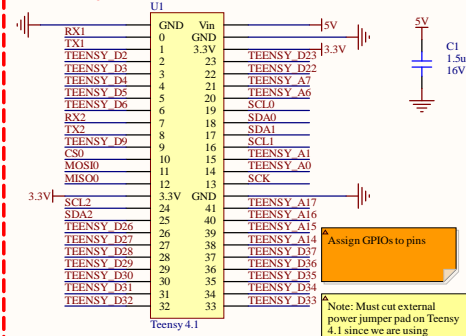 U1
GND Vin 5V
RX1 0 GND
TX1 1 3.3V 3.3V
TEENSY_D2 2 23 TEENSY_D23
TEENSY_D3 3 22 TEENSY_D22
TEENSY_D4 4 21 TEENSY_A7
TEENSY_D5 5 20 TEENSY_A6
TEENSY_D6 6 19 SCL0
RX2 7 18 SDA0
TX2 8 17 SDA1
TEENSY_D9 9 16 SCL1
CS0 10 15 TEENSY_A1
MOSI0 11 14 TEENSY_A0
MISO0 12 13 SCK
3.3V 3.3V GND
SCL2 24 41 TEENSY_A17
SDA2 25 40 TEENSY_A16
TEENSY_D26 26 39 TEENSY_A15
TEENSY_D27 27 38 TEENSY_A14
TEENSY_D28 28 37 TEENSY_D37
TEENSY_D29 29 36 TEENSY_D36
TEENSY_D30 30 35 TEENSY_D35
TEENSY_D31 31 34 TEENSY_D34
TEENSY_D32 32 33 TEENSY_D33
Teensy 4.1
5V
C1
1.5u
16V
Assign GPIOs to pins
Note: Must cut external
power jumper pad on Teensy
4.1 since we are using